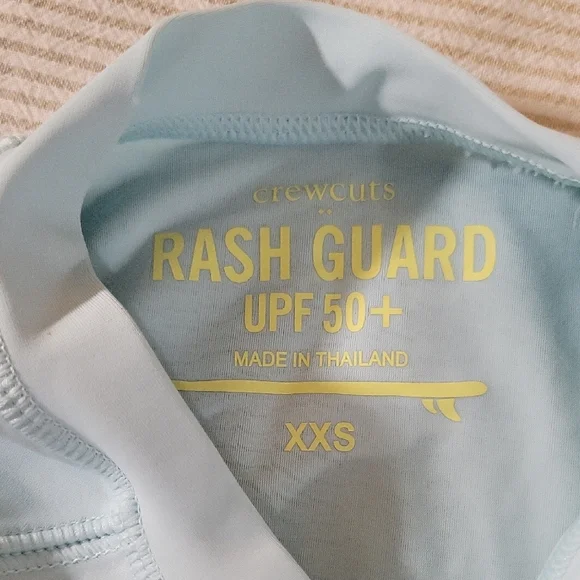 crewcuts
RASH GUARD
UPF 50+
MADE IN THAILAND
XXS